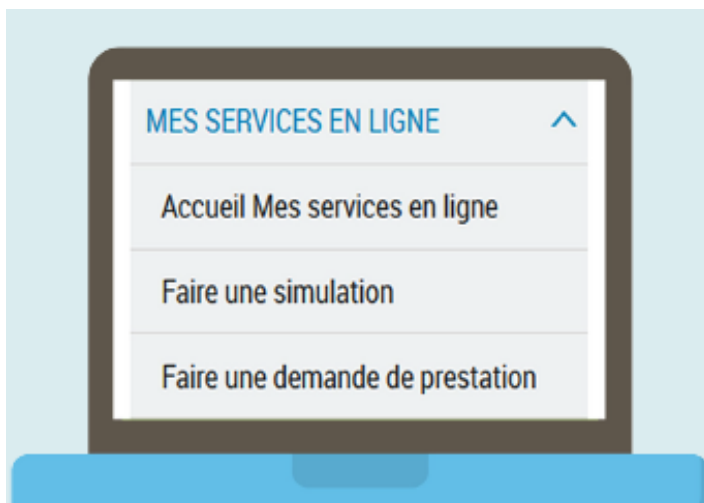 MES SERVICES EN LIGNE
Accueil Mes services en ligne
Faire une simulation
Faire une demande de prestation